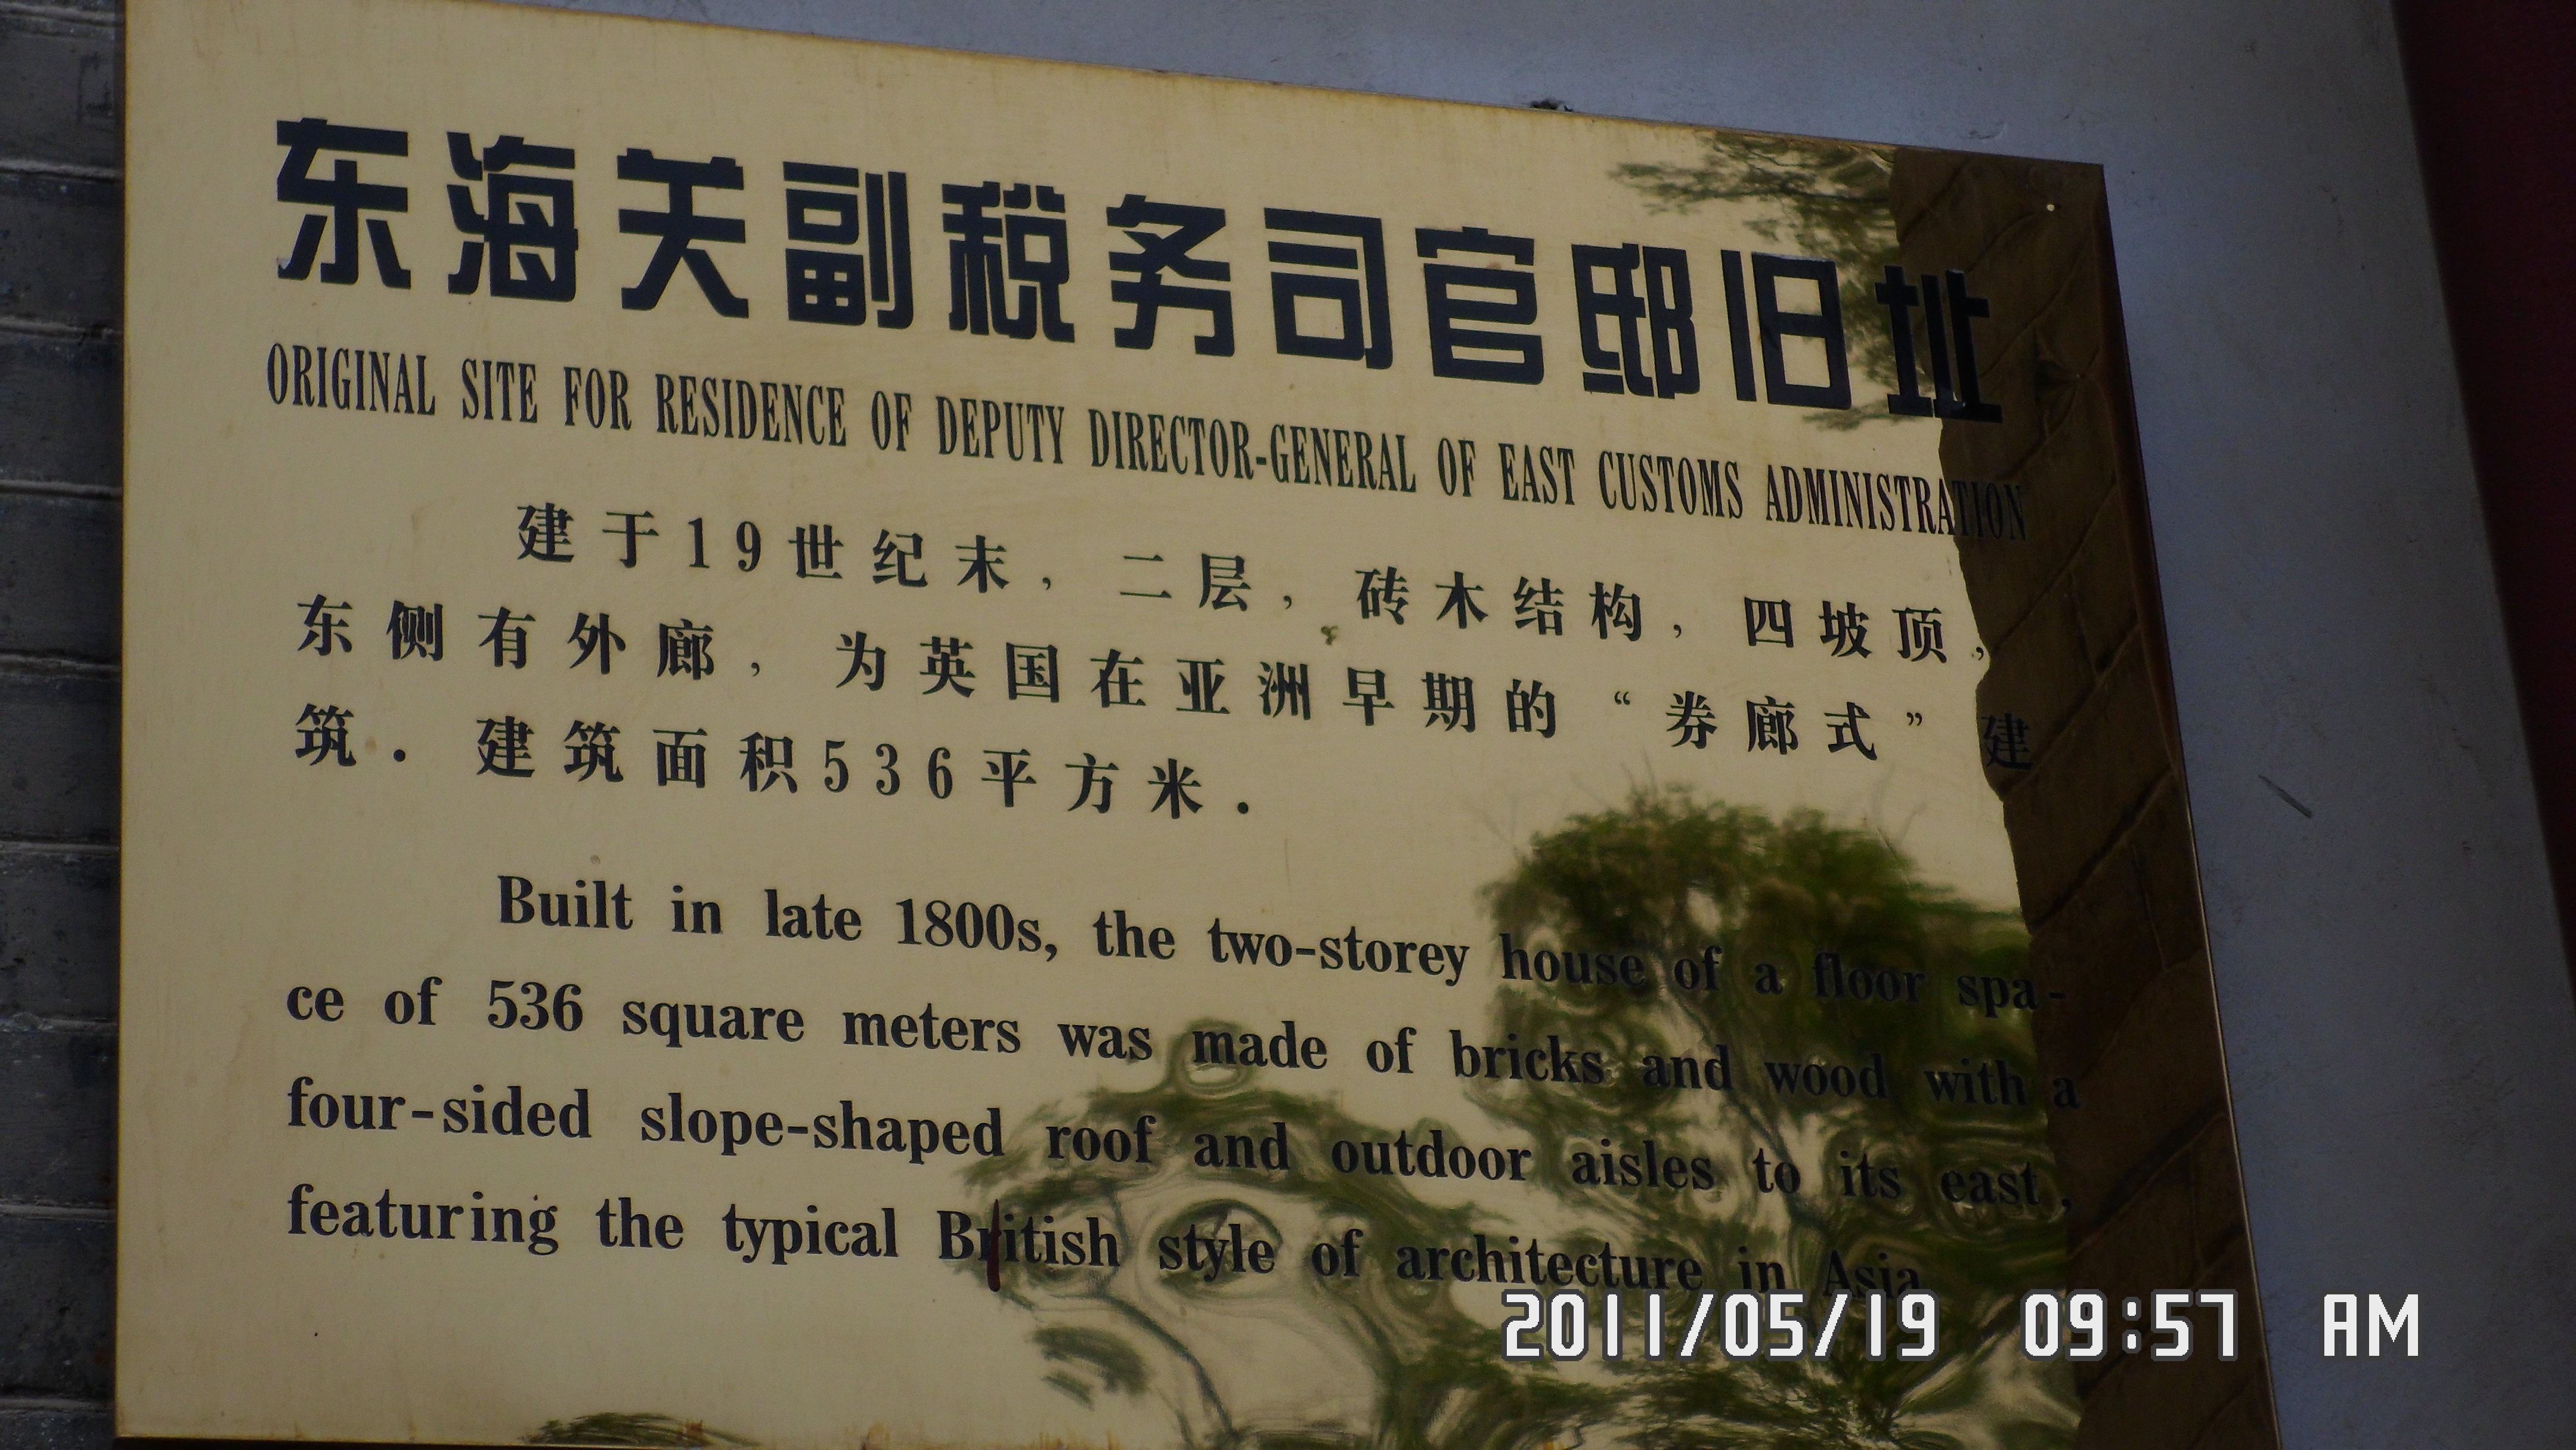 东海关副税务司官邸旧址
ORIGINAL SITE FOR RESIDENCE OF DEPUTY DIRECTOR-GENERAL OF EAST CUSTOMS ADMINISTRATION
建于19世纪末，二层，砖木结构，四坡顶，
东侧有外廊，为英国在亚洲早期的“券廊式”建
筑．建筑面积536平方米．
Built in late 1800s, the two-storey house of a floor spa-
ce of 536 square meters was made of bricks and wood with a
four-sided slope-shaped roof and outdoor aisles to its east,
featuring the typical British style of architecture in Asia
2011/05/19 09:57 AM